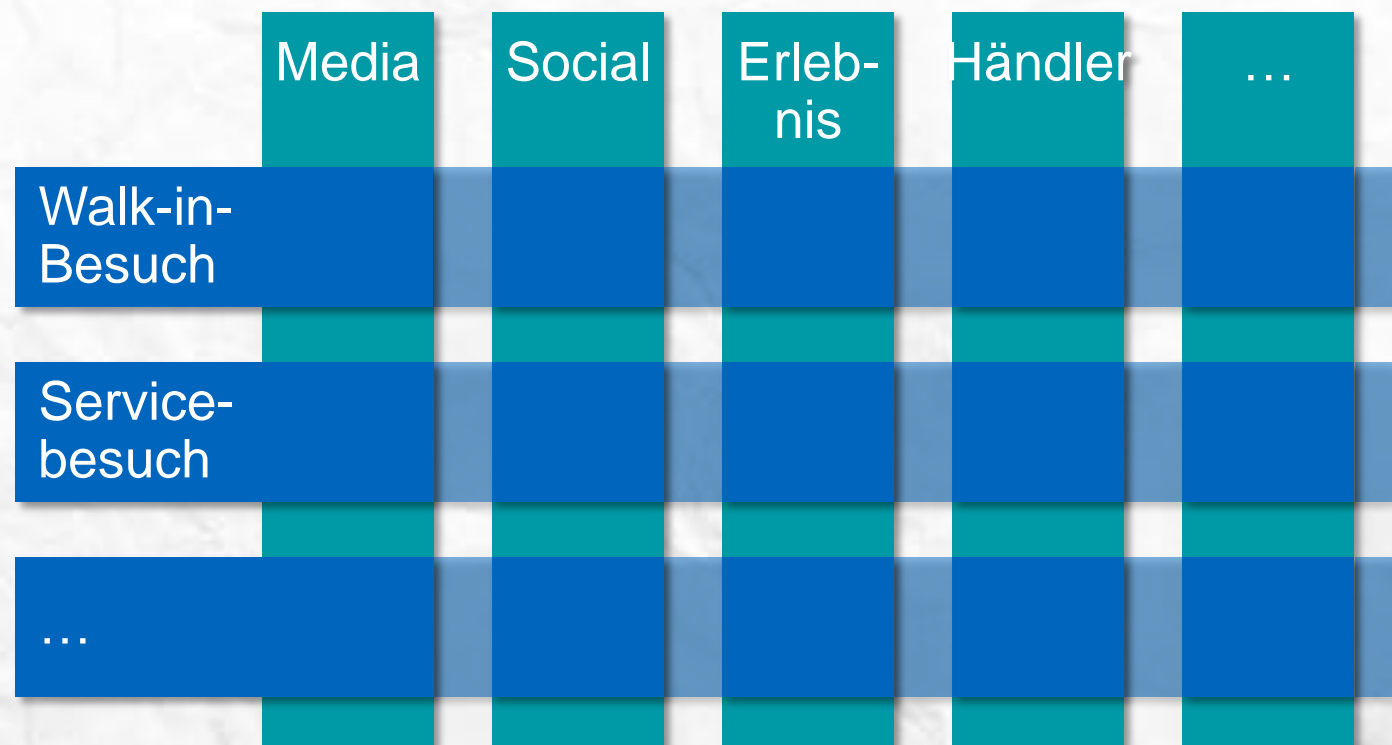 Media Social Erleb- Händler …
nis
Walk-in-
Besuch
Service-
besuch
…